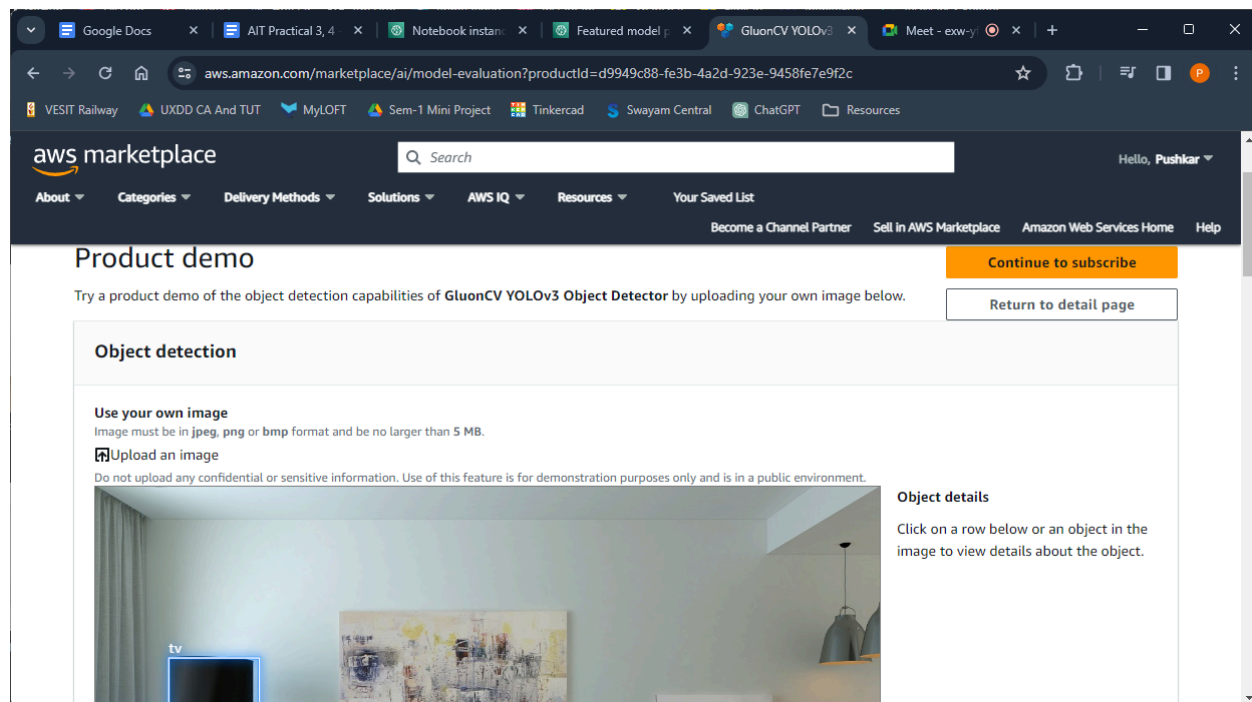 Google Docs
AIT Practical 3, 4 -
Notebook instanc
Featured model p
GluonCV YOLOv3
Meet - exw-y
aws.amazon.com/marketplace/ai/model-evaluation?productId=d9949c88-fe3b-4a2d-923e-9458fe7e9f2c
P
VESIT Railway
UXDD CA And TUT
MyLOFT
Sem-1 Mini Project
Tinkercad
Swayam Central
ChatGPT
Resources
aws marketplace
Search
Hello, Pushkar
About
Categories
Delivery Methods
Solutions
AWS IQ
Resources
Your Saved List
Become a Channel Partner
Sell in AWS Marketplace
Amazon Web Services Home
Help
Product demo
Continue to subscribe
Try a product demo of the object detection capabilities of GluonCV YOLOv3 Object Detector by uploading your own image below.
Return to detail page
Object detection
Use your own image
Image must be in jpeg, png or bmp format and be no larger than 5 MB.
Upload an image
Do not upload any confidential or sensitive information. Use of this feature is for demonstration purposes only and is in a public environment.
Object details
Click on a row below or an object in the
image to view details about the object.
tv